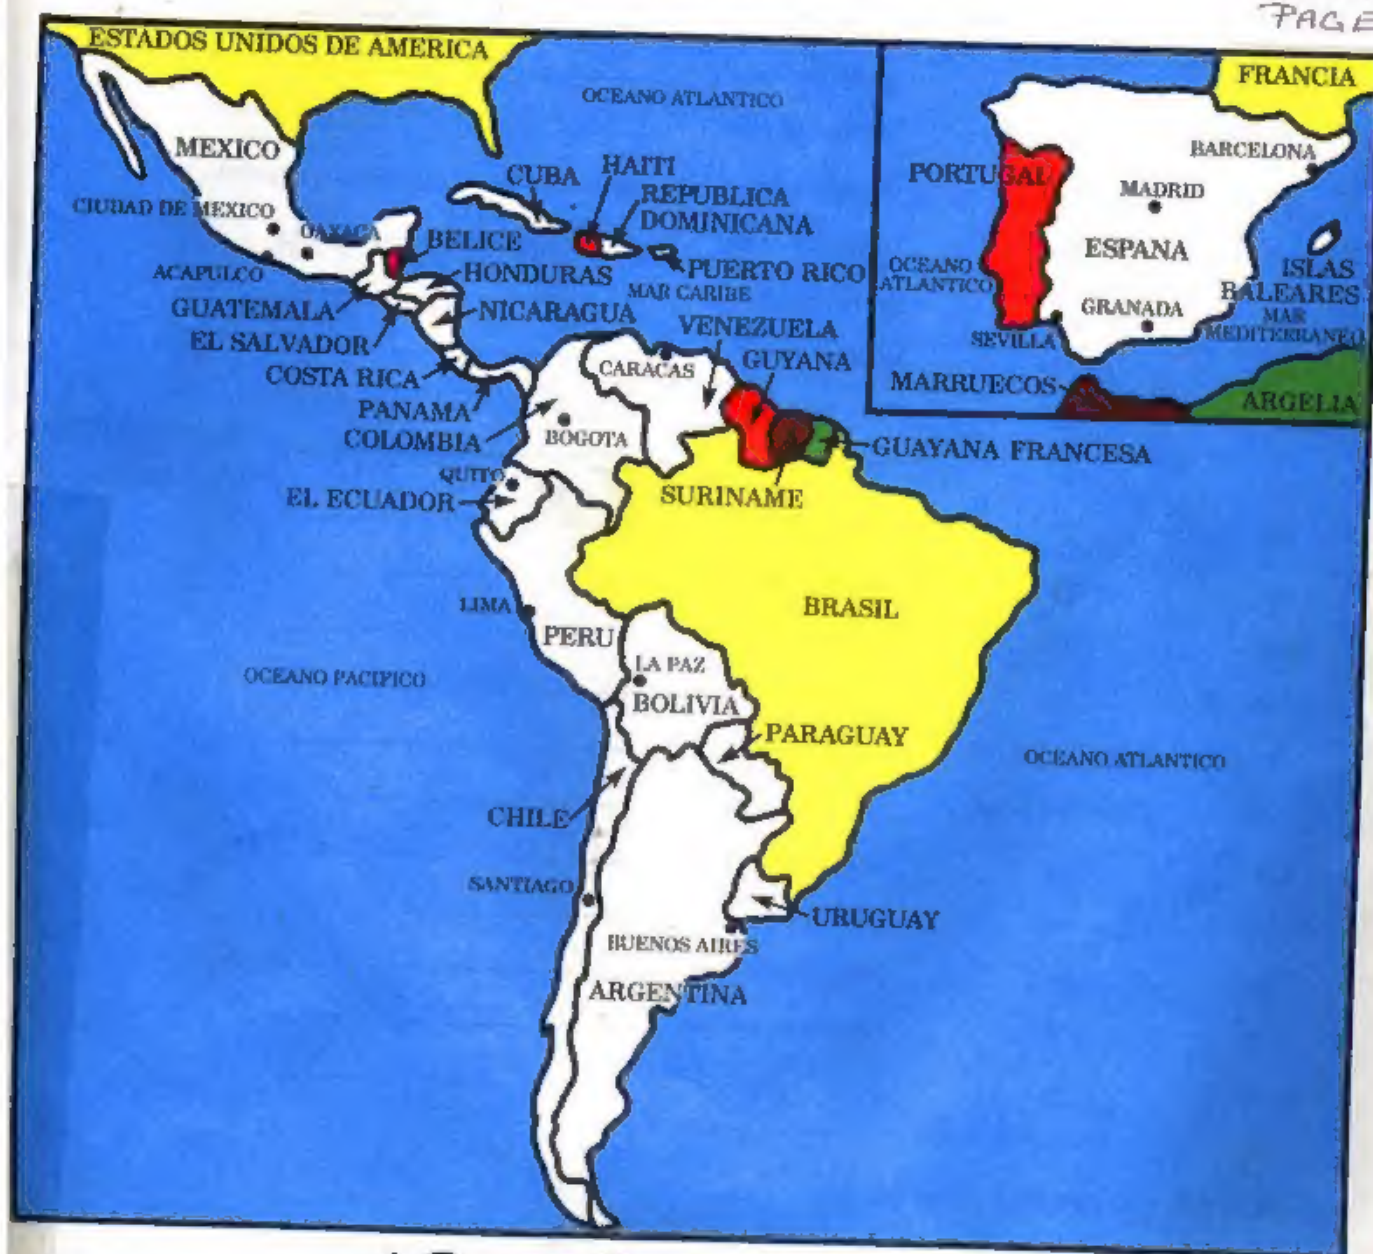 PAGE
ESTADOS UNIDOS DE AMERICA
FRANCIA
OCEANO ATLANTICO
MEXICO
BARCELONA
CUBA
HAITI
PORTUGAL
MADRID
REPUBLICA
DOMINICANA
CIUDAD DE MEXICO
OAXACA
BELICE
ESPANA
ACAPULCO
HONDURAS
PUERTO RICO
OCEANO
ATLANTICO
ISLAS
BALEARES
MAR CARIBE
GUATEMALA
NICARAGUA
GRANADA
MAR
MEDITERRANEO
VENEZUELA
EL SALVADOR
SEVILLA
GUYANA
COSTA RICA
CARACAS
MARRUECOS
PANAMA
ARGELIA
COLOMBIA
BOGOTA
GUAYANA FRANCESA
QUITO
EL ECUADOR
SURINAME
LIMA
BRASIL
PERU
LA PAZ
OCEANO PACIFICO
BOLIVIA
PARAGUAY
OCEANO ATLANTICO
CHILE
SANTIAGO
URUGUAY
BUENOS AIRES
ARGENTINA